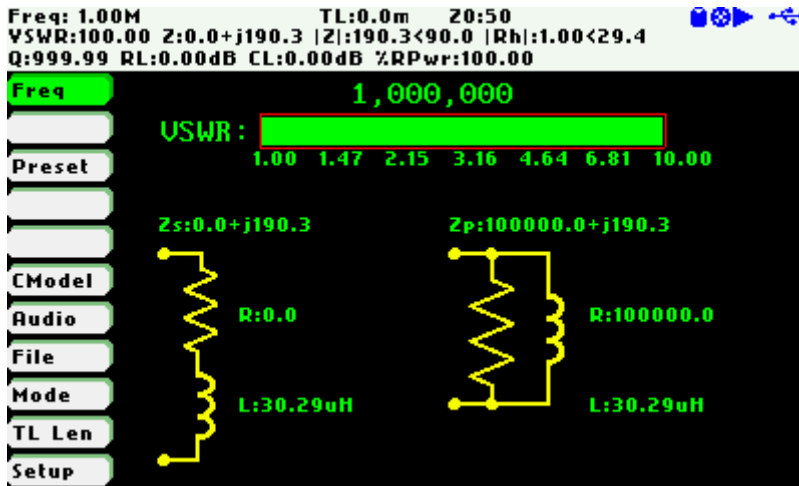 Freq: 1.00M TL:0.0m Z0:50
VSWR:100.00 Z:0.0+j190.3 |Z|:190.3<90.0 |Rh|:1.00<29.4
Q:999.99 RL:0.00dB CL:0.00dB %RPwr:100.00
Freq
1,000,000
VSWR:
Preset
1.00 1.47 2.15 3.16 4.64 6.81 10.00
Zs:0.0+j190.3 Zp:100000.0+j190.3
CModel
Audio
R:0.0 R:100000.0
File
Mode
L:30.29uH L:30.29uH
TL Len
Setup